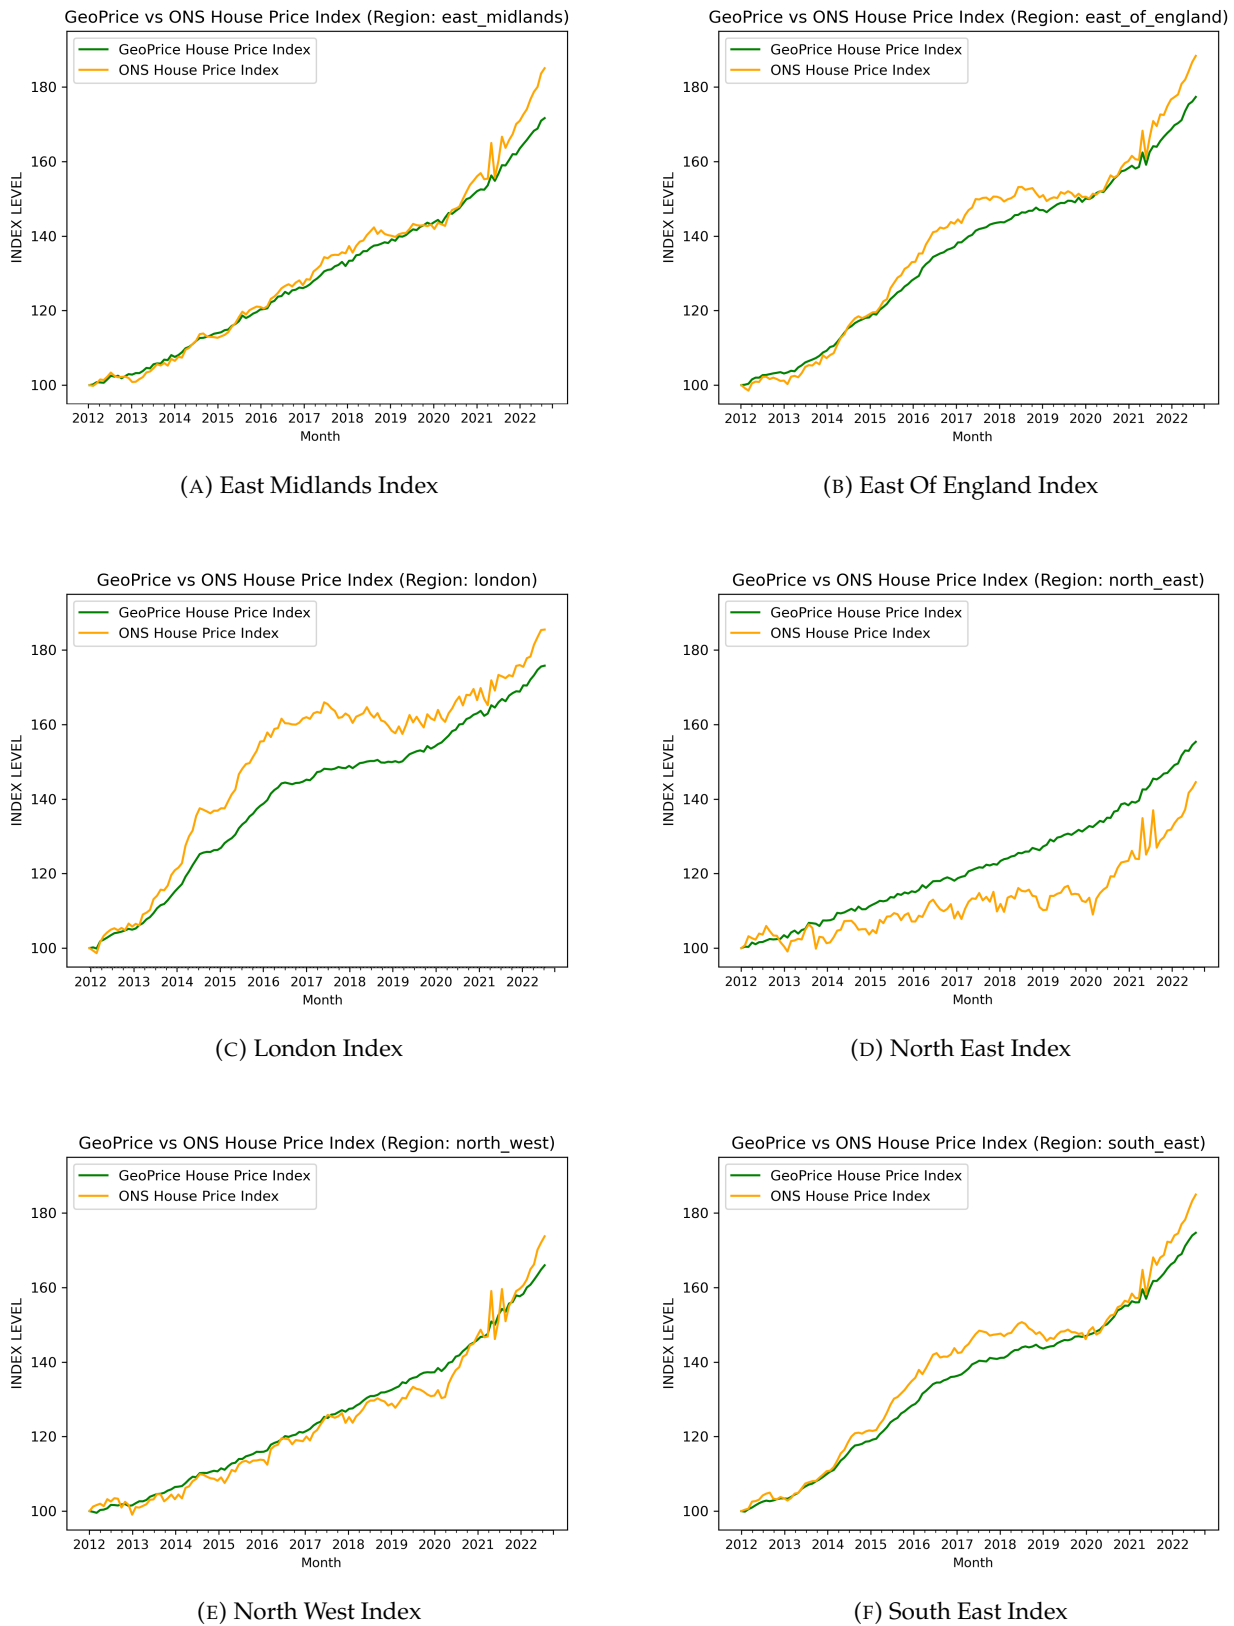 GeoPrice vs ONS House Price Index (Region: east_midlands)
GeoPrice House Price Index
ONS House Price Index
INDEX LEVEL
180
160
140
120
100
2012 2013 2014 2015 2016 2017 2018 2019 2020 2021 2022
Month
(A) East Midlands Index
GeoPrice vs ONS House Price Index (Region: east_of_england)
GeoPrice House Price Index
ONS House Price Index
INDEX LEVEL
180
160
140
120
100
2012 2013 2014 2015 2016 2017 2018 2019 2020 2021 2022
Month
(B) East Of England Index
GeoPrice vs ONS House Price Index (Region: london)
GeoPrice House Price Index
ONS House Price Index
INDEX LEVEL
180
160
140
120
100
2012 2013 2014 2015 2016 2017 2018 2019 2020 2021 2022
Month
(C) London Index
GeoPrice vs ONS House Price Index (Region: north_east)
GeoPrice House Price Index
ONS House Price Index
INDEX LEVEL
180
160
140
120
100
2012 2013 2014 2015 2016 2017 2018 2019 2020 2021 2022
Month
(D) North East Index
GeoPrice vs ONS House Price Index (Region: north_west)
GeoPrice House Price Index
ONS House Price Index
INDEX LEVEL
180
160
140
120
100
2012 2013 2014 2015 2016 2017 2018 2019 2020 2021 2022
Month
(E) North West Index
GeoPrice vs ONS House Price Index (Region: south_east)
GeoPrice House Price Index
ONS House Price Index
INDEX LEVEL
180
160
140
120
100
2012 2013 2014 2015 2016 2017 2018 2019 2020 2021 2022
Month
(F) South East Index